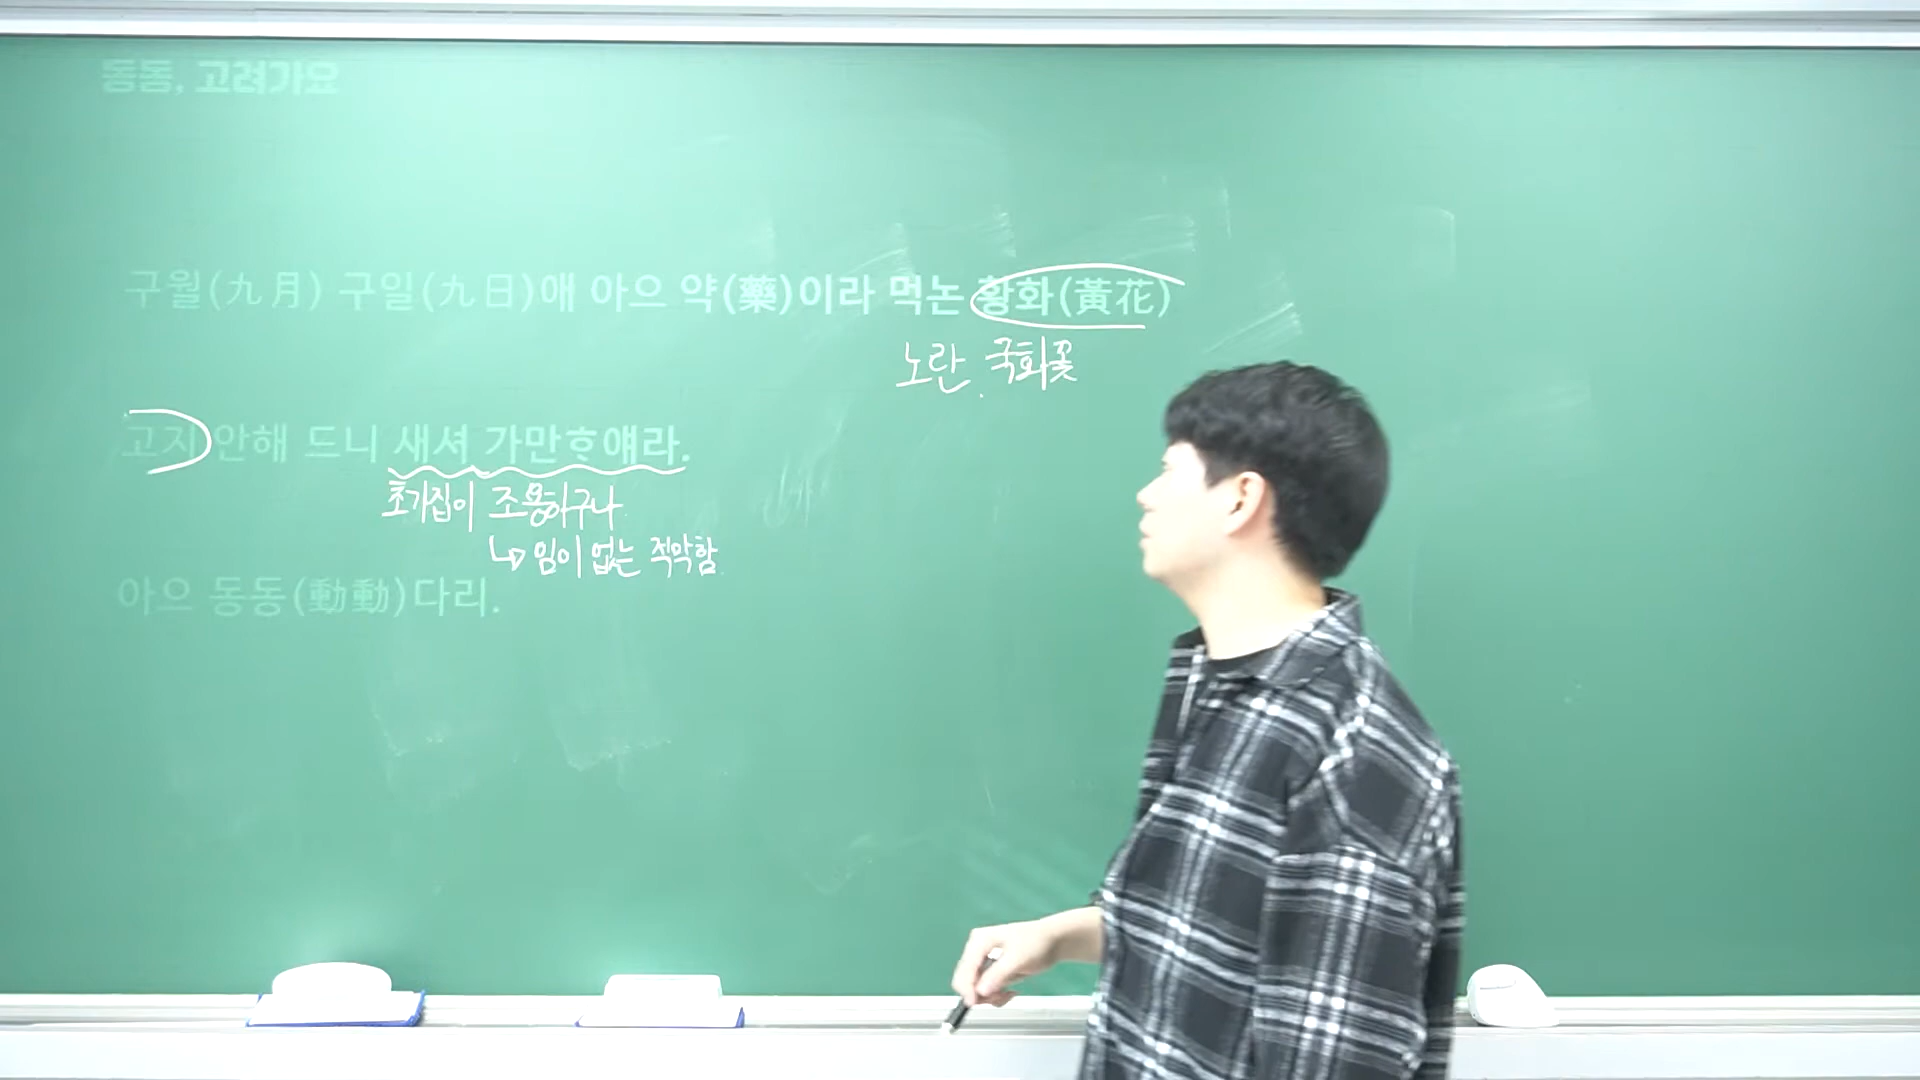 동동, 고려가요
구월(九月) 구일(九日)애 아으 약(藥)이라 먹논 황화(黃花)
노란 국화꽃
고지 안해 드니 새셔 가만ᄒᆞ얘라.
초가집이 조용하구나
↳ 임이 없는 적막함
아으 동동(動動)다리.